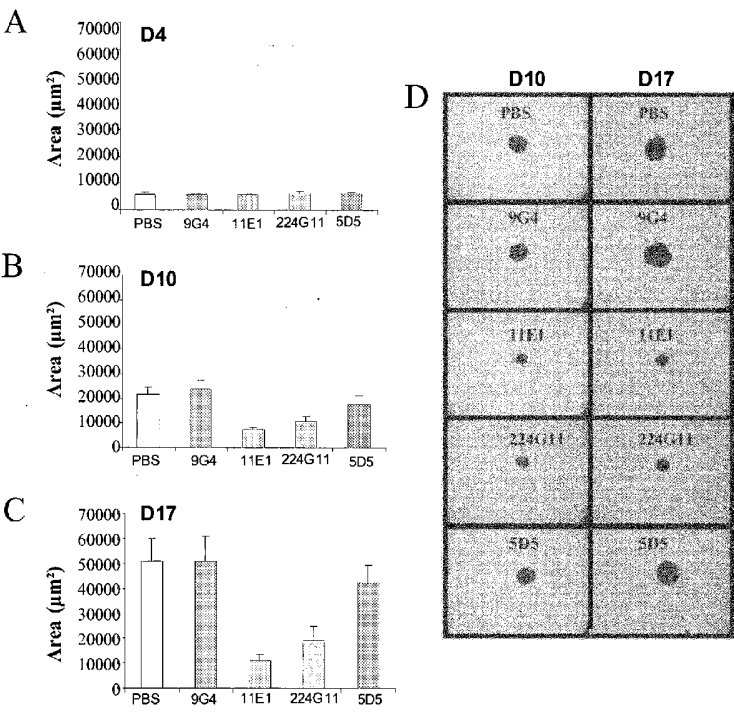 A
D4
Area (µm²)
70000
60000
50000
40000
30000
20000
10000
0
PBS 9G4 11E1 224G11 5D5
B
D10
Area (µm²)
70000
60000
50000
40000
30000
20000
10000
0
PBS 9G4 11E1 224G11 5D5
C
D17
Area (µm²)
70000
60000
50000
40000
30000
20000
10000
0
PBS 9G4 11E1 224G11 5D5
D
D10 D17
PBS PBS
9G4 9G4
11E1 11E1
224G11 224G11
5D5 5D5